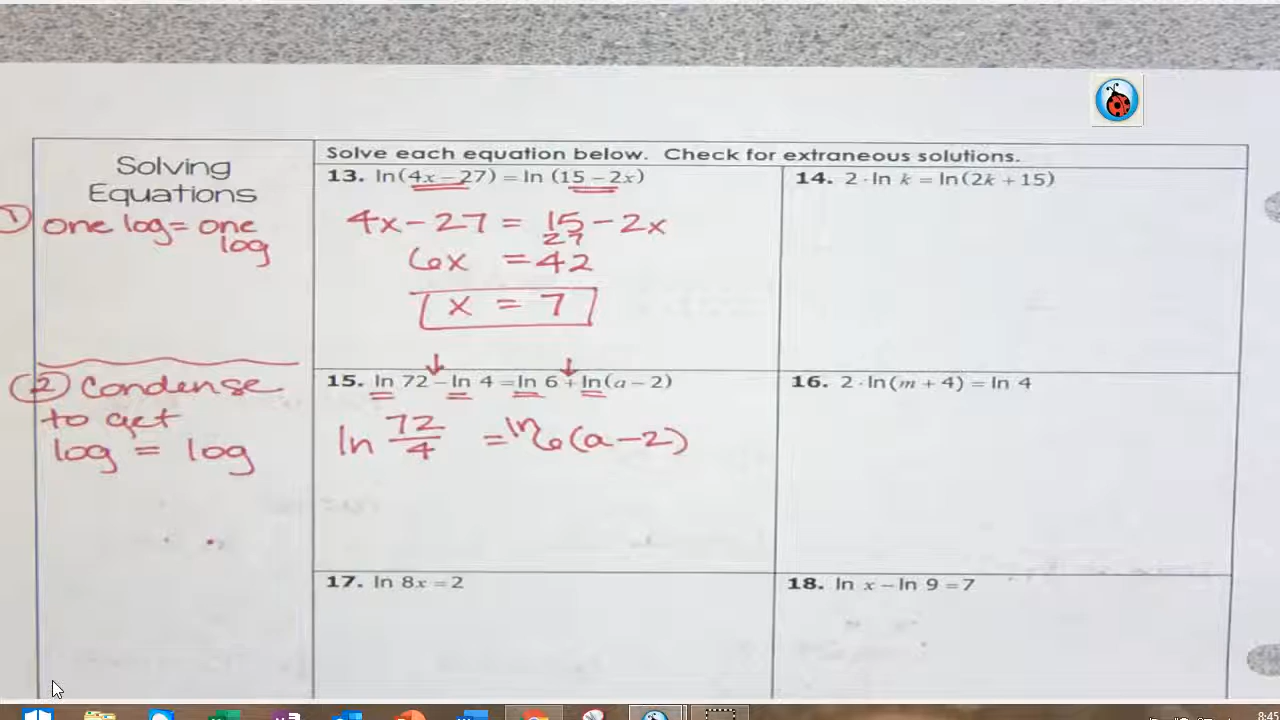 Solving
Equations
① one log = one
log
② Condense
to get
log = log
Solve each equation below. Check for extraneous solutions.
13. ln(4x – 27) = ln (15 – 2x)
4x – 27 = 15 – 2x
27
6x = 42
x = 7
14. 2 · ln k = ln(2k + 15)
15. ln 72 – ln 4 = ln 6 + ln(a – 2)
ln 72/4 = ln 6(a – 2)
16. 2 · ln(m + 4) = ln 4
17. ln 8x = 2
18. ln x – ln 9 = 7
8:45